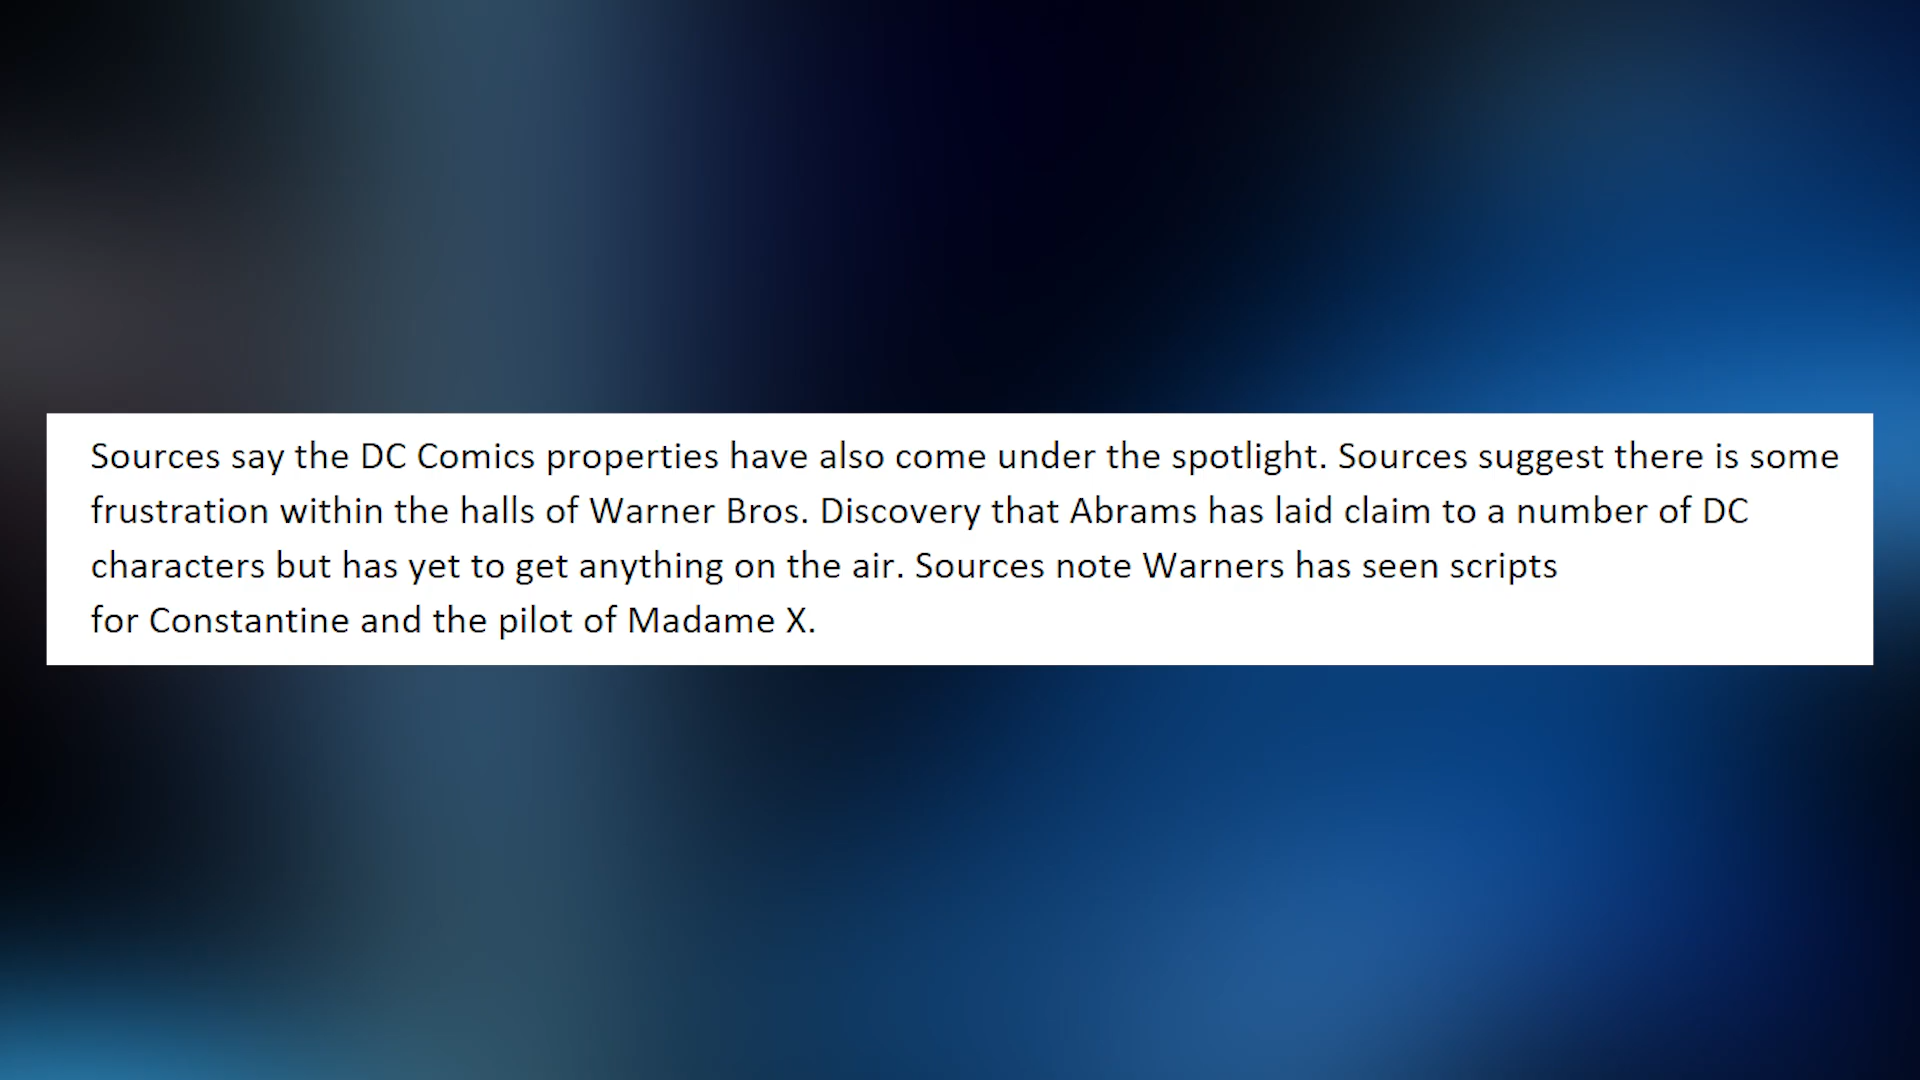 Sources say the DC Comics properties have also come under the spotlight. Sources suggest there is some
frustration within the halls of Warner Bros. Discovery that Abrams has laid claim to a number of DC
characters but has yet to get anything on the air. Sources note Warners has seen scripts
for Constantine and the pilot of Madame X.